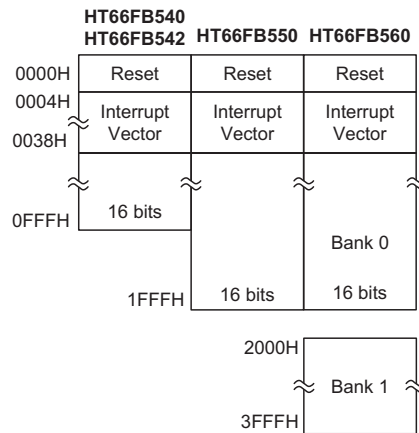 HT66FB540
HT66FB542 HT66FB550 HT66FB560
0000H Reset Reset Reset
0004H
Interrupt Vector Interrupt Vector Interrupt Vector
0038H
16 bits
0FFFH
Bank 0
1FFFH 16 bits 16 bits
2000H
Bank 1
3FFFH